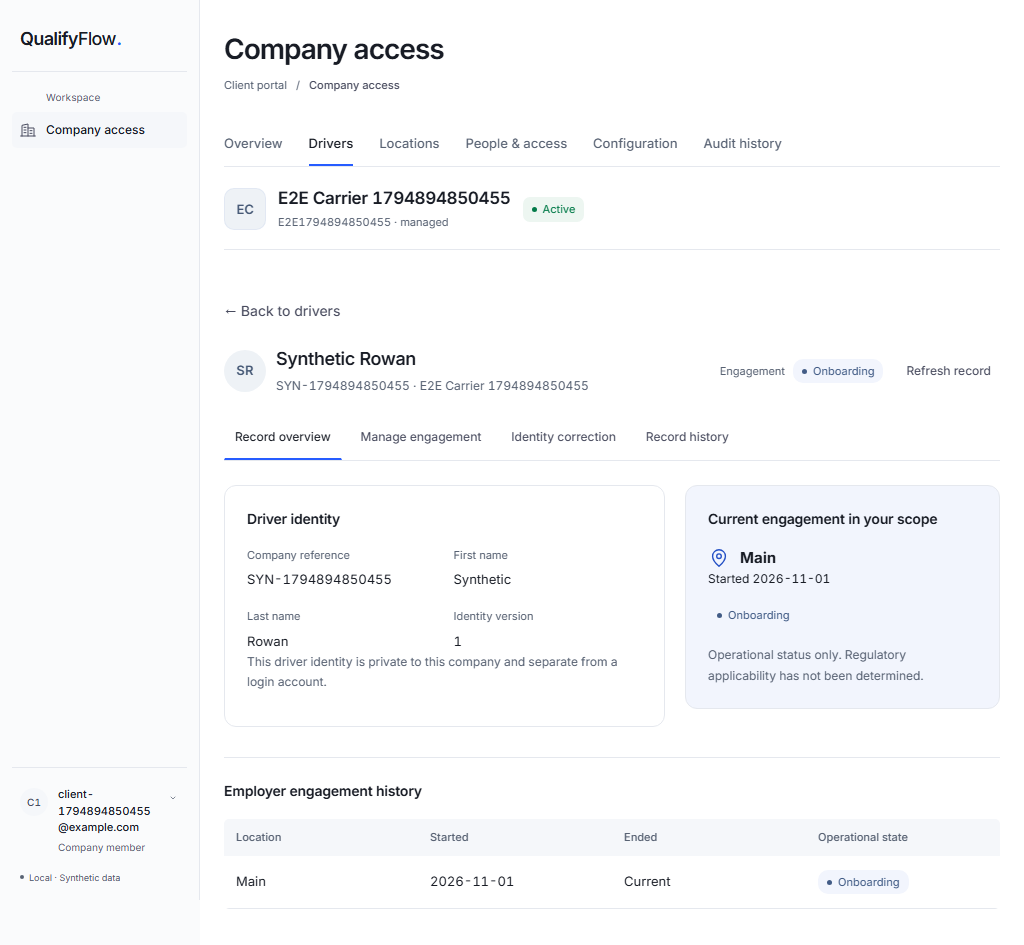 QualifyFlow.
Workspace
Company access
client-
1794894850455
@example.com
C1
Company member
Local · Synthetic data
Company access
Client portal / Company access
Overview Drivers Locations People & access Configuration Audit history
EC
E2E Carrier 1794894850455
Active
E2E1794894850455 · managed
← Back to drivers
SR
Synthetic Rowan
SYN-1794894850455 · E2E Carrier 1794894850455
Engagement Onboarding Refresh record
Record overview Manage engagement Identity correction Record history
Driver identity
Company reference First name
SYN-1794894850455 Synthetic
Last name Identity version
Rowan 1
This driver identity is private to this company and separate from a
login account.
Current engagement in your scope
Main
Started 2026-11-01
Onboarding
Operational status only. Regulatory
applicability has not been determined.
Employer engagement history
Location Started Ended Operational state
Main 2026-11-01 Current Onboarding